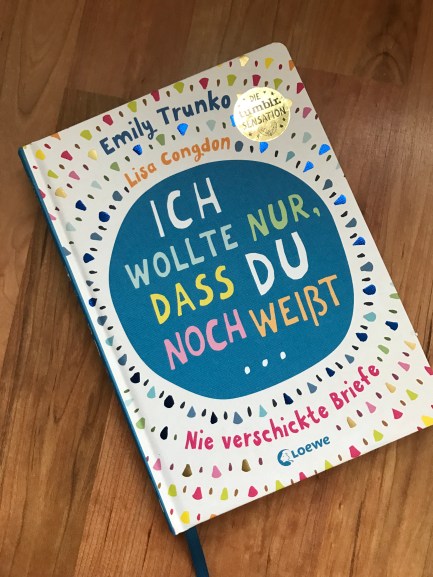 Emily Trunko
Lisa Congdon
DIE
tumblr.
SENSATION
ICH
WOLLTE NUR,
DASS DU
NOCH WEIßT
...
Nie verschickte Briefe
Loewe